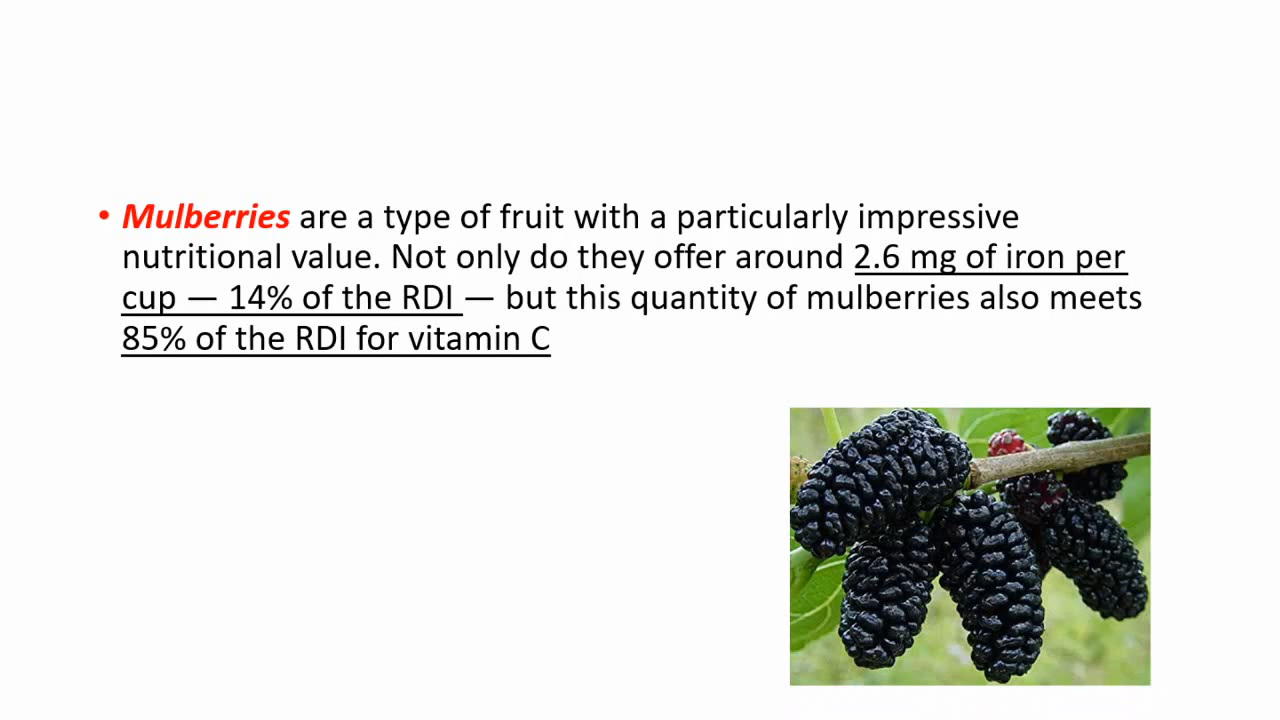 • Mulberries are a type of fruit with a particularly impressive
nutritional value. Not only do they offer around 2.6 mg of iron per
cup — 14% of the RDI — but this quantity of mulberries also meets
85% of the RDI for vitamin C